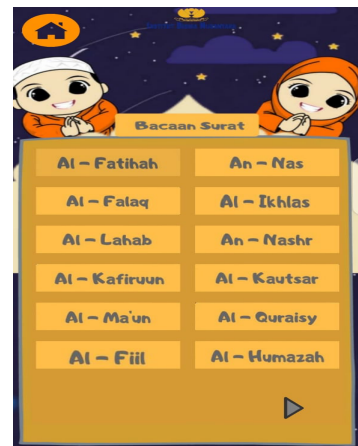 Bacaan Surat
Al - Fatihah
An - Nas
Al - Falaq
Al - Ikhlas
Al - Lahab
An - Nashr
Al - Kafiruun
Al - Kautsar
Al - Ma'un
Al - Quraisy
Al - Fiil
Al - Humazah